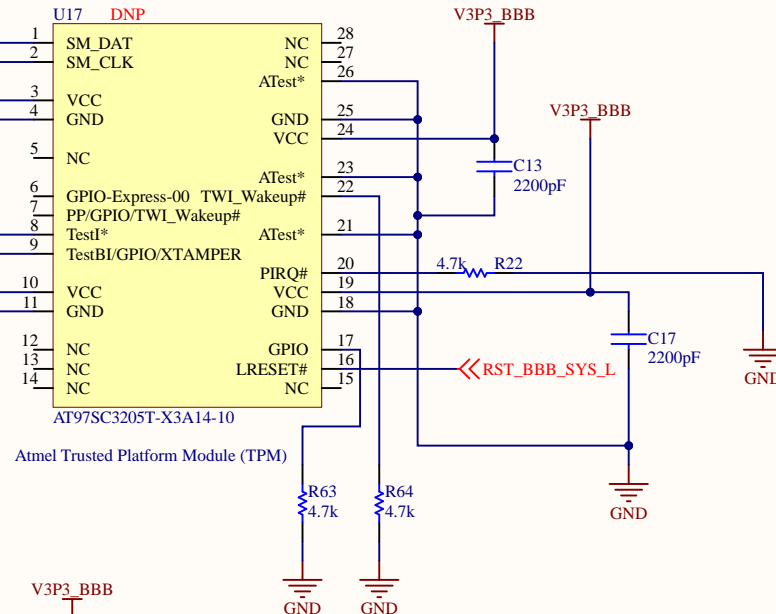 U17 DNP
V3P3_BBB
1 SM_DAT NC 28
2 SM_CLK NC 27
ATest* 26
3 VCC
4 GND GND 25
VCC 24
V3P3_BBB
5 NC
ATest* 23
C13
2200pF
6 GPIO-Express-00 TWI_Wakeup# 22
7 PP/GPIO/TWI_Wakeup#
8 TestI* ATest* 21
9 TestBI/GPIO/XTAMPER
PIRQ# 20 4.7k R22
10 VCC VCC 19
11 GND GND 18
12 NC GPIO 17
C17
2200pF
13 NC LRESET# 16 RST_BBB_SYS_L
14 NC NC 15
GND
AT97SC3205T-X3A14-10
Atmel Trusted Platform Module (TPM)
R63
4.7k
R64
4.7k
GND
V3P3_BBB
GND
GND